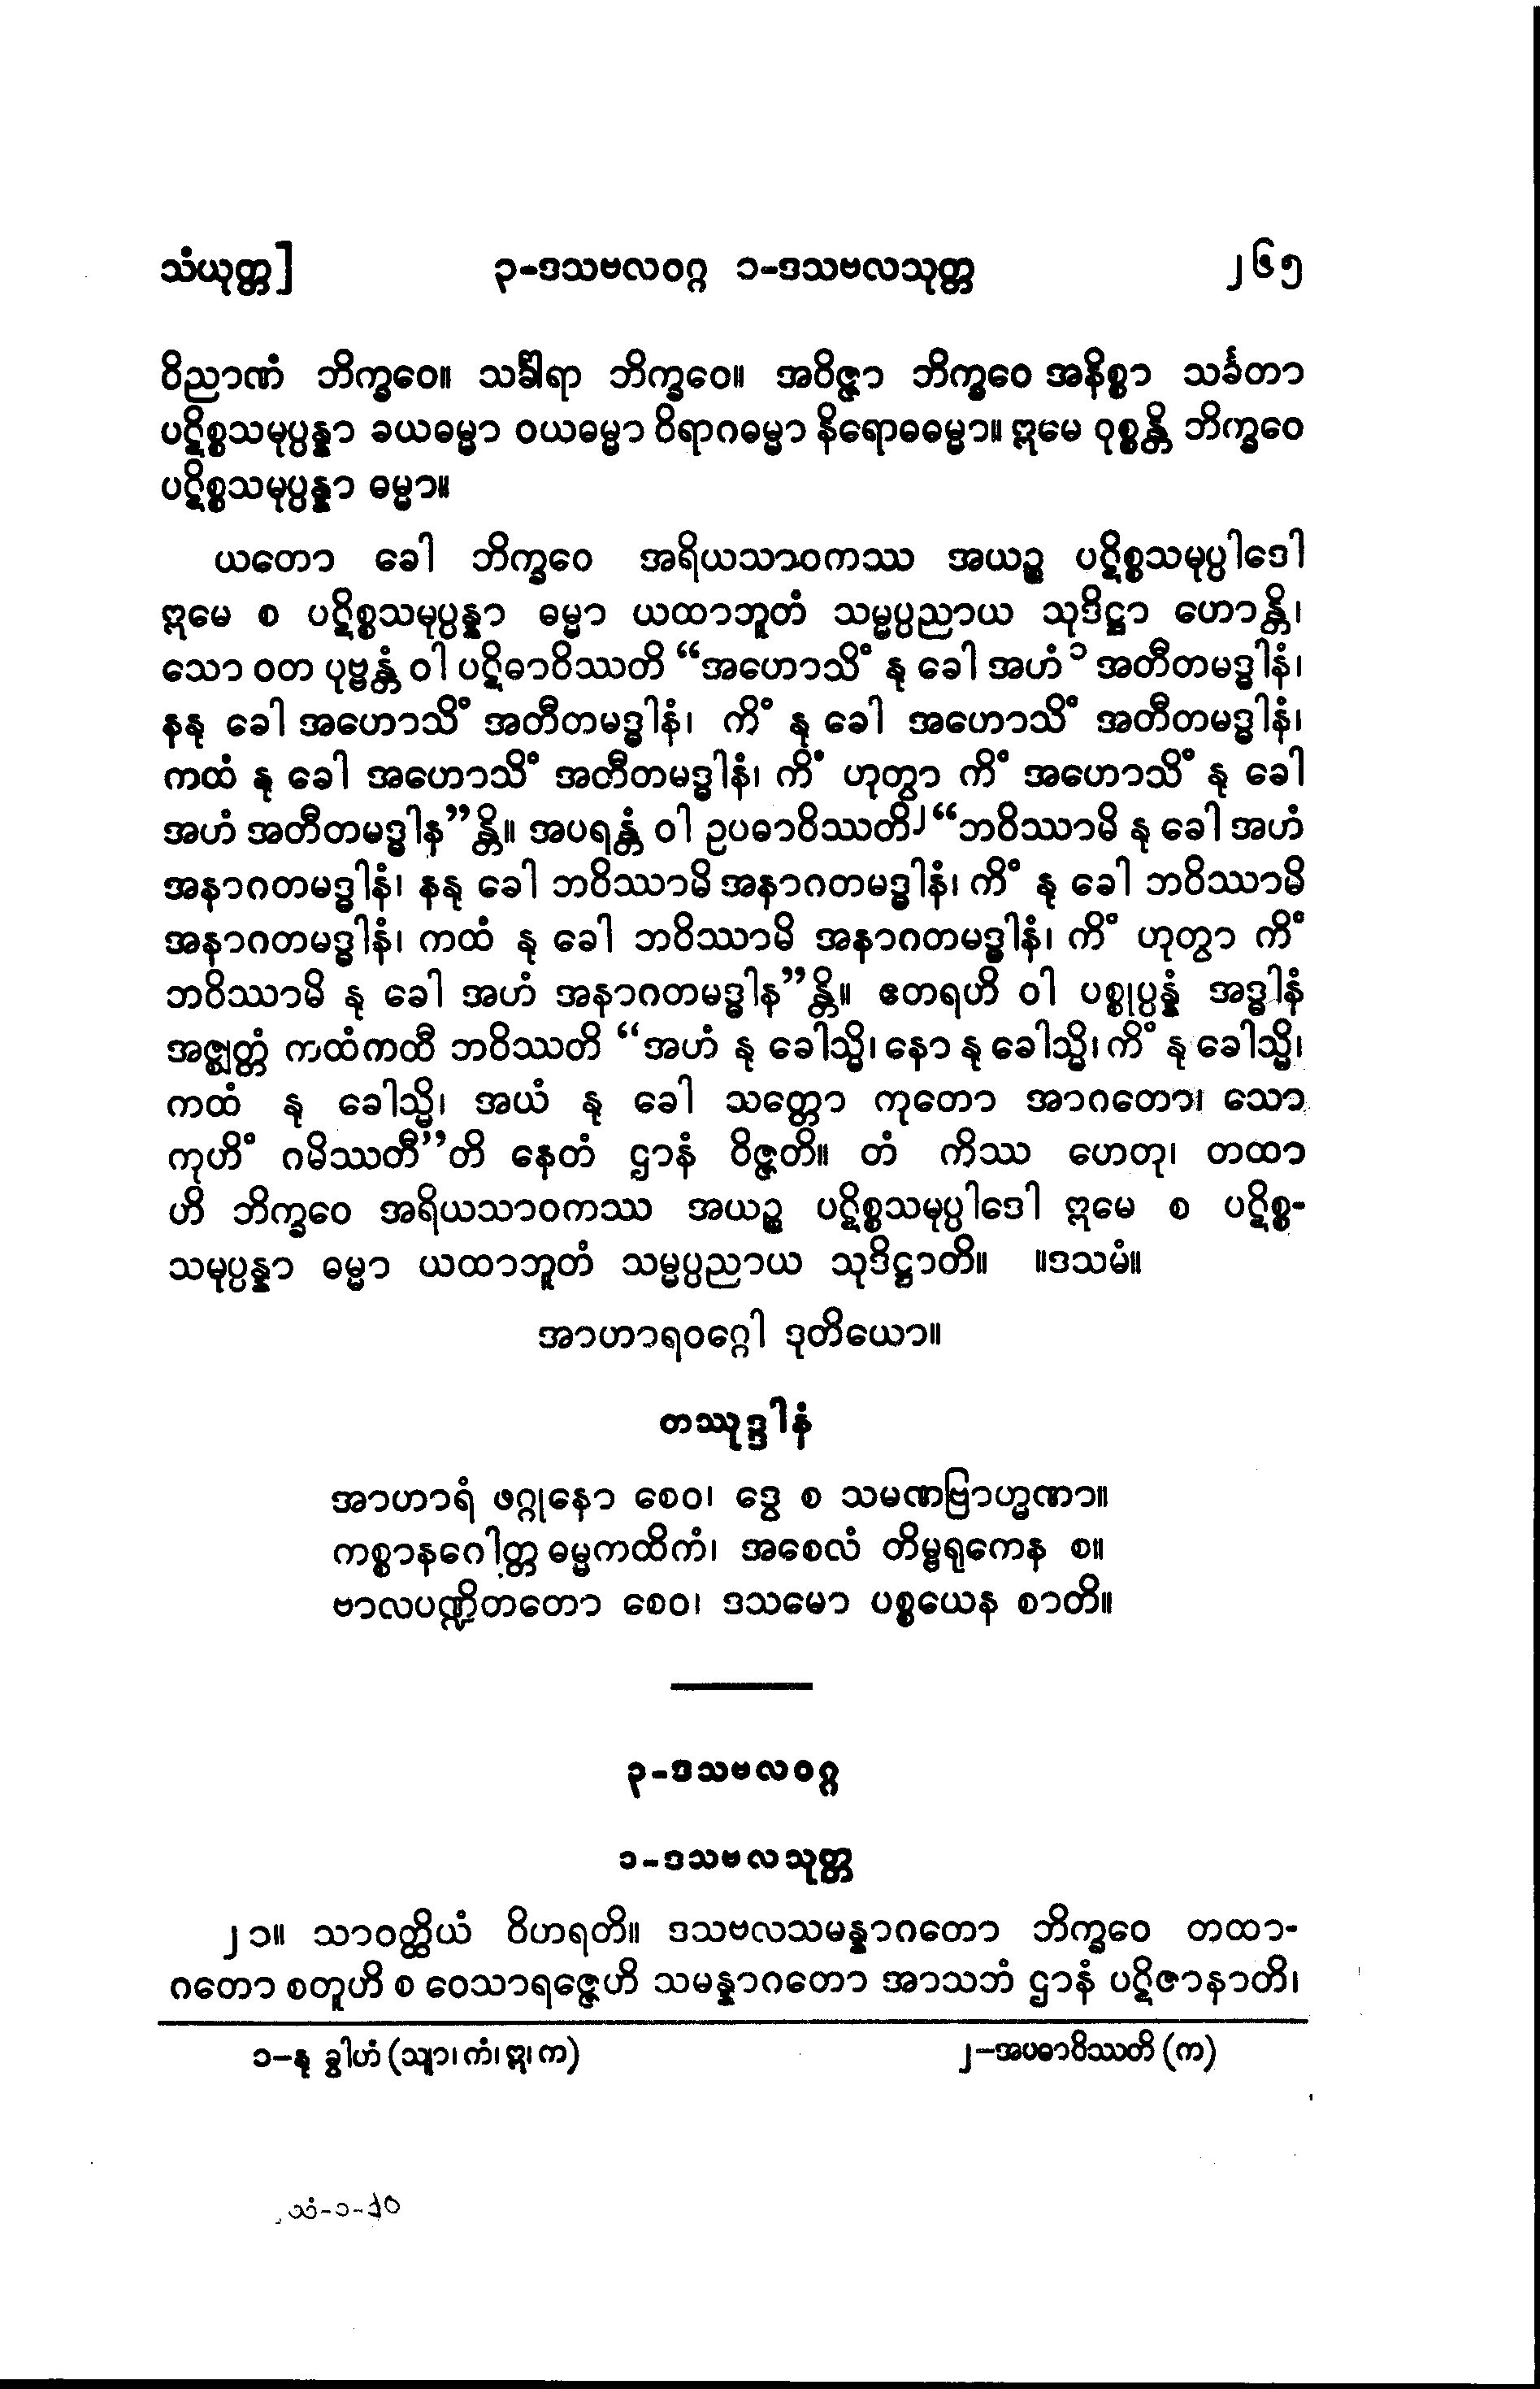 သံယုတ္တ] ၃-ဒသဗလဝဂ္ဂ ၁-ဒသဗလသုတ္တ ၂၆၅
ဝိညာဏံ ဘိက္ခဝေ။ သင်္ခါရာ ဘိက္ခဝေ။ အဝိဇ္ဇာ ဘိက္ခဝေ အနိစ္စာ သင်္ခတာ
ပဋိစ္စသမုပ္ပန္နာ ခယဓမ္မာ ဝယဓမ္မာ ဝိရာဂဓမ္မာ နိရောဓဓမ္မာ။ ဣမေ ဝုစ္စန္တိ ဘိက္ခဝေ
ပဋိစ္စသမုပ္ပန္နာ ဓမ္မာ။
ယတော ခေါ ဘိက္ခဝေ အရိယသာဝကဿ အယဉ္စ ပဋိစ္စသမုပ္ပါဒေါ
ဣမေ စ ပဋိစ္စသမုပ္ပန္နာ ဓမ္မာ ယထာဘူတံ သမ္မပ္ပညာယ သုဒိဋ္ဌာ ဟောန္တိ၊
သော ဝတ ပုဗ္ဗန္တံ ဝါ ပဋိဓာဝိဿတိ “အဟောသိံ နု ခေါ အဟံ၁ အတီတမဒ္ဓါနံ၊
နနု ခေါ အဟောသိံ အတီတမဒ္ဓါနံ၊ ကိံ နု ခေါ အဟောသိံ အတီတမဒ္ဓါနံ၊
ကထံ နု ခေါ အဟောသိံ အတီတမဒ္ဓါနံ၊ ကိံ ဟုတွာ ကိံ အဟောသိံ နု ခေါ
အဟံ အတီတမဒ္ဓါန”န္တိ။ အပရန္တံ ဝါ ဥပဓာဝိဿတိ၂ “ဘဝိဿာမိ နု ခေါ အဟံ
အနာဂတမဒ္ဓါနံ၊ နနု ခေါ ဘဝိဿာမိ အနာဂတမဒ္ဓါနံ၊ ကိံ နု ခေါ ဘဝိဿာမိ
အနာဂတမဒ္ဓါနံ၊ ကထံ နု ခေါ ဘဝိဿာမိ အနာဂတမဒ္ဓါနံ၊ ကိံ ဟုတွာ ကိံ
ဘဝိဿာမိ နု ခေါ အဟံ အနာဂတမဒ္ဓါန”န္တိ။ ဧတရဟိ ဝါ ပစ္စုပ္ပန္နံ အဒ္ဓါနံ
အဇ္ဈတ္တံ ကထံကထီ ဘဝိဿတိ “အဟံ နု ခေါသ္မိ၊ နော နု ခေါသ္မိ၊ ကိံ နု ခေါသ္မိ၊
ကထံ နု ခေါသ္မိ၊ အယံ နု ခေါ သတ္တော ကုတော အာဂတော၊ သော
ကုဟိံ ဂမိဿတီ”တိ နေတံ ဌာနံ ဝိဇ္ဇတိ။ တံ ကိဿ ဟေတု၊ တထာ
ဟိ ဘိက္ခဝေ အရိယသာဝကဿ အယဉ္စ ပဋိစ္စသမုပ္ပါဒေါ ဣမေ စ ပဋိစ္စ-
သမုပ္ပန္နာ ဓမ္မာ ယထာဘူတံ သမ္မပ္ပညာယ သုဒိဋ္ဌာတိ။ ။ဒသမံ။
အာဟာရဝဂ္ဂေါ ဒုတိယော။
တဿုဒ္ဒါနံ
အာဟာရံ ဖဂ္ဂုနော စေဝ၊ ဒွေ စ သမဏဗြာဟ္မဏာ။
ကစ္စာနဂေါတ္တ ဓမ္မကထိကံ၊ အစေလံ တိမ္ဗရုကေန စ။
ဗာလပဏ္ဍိတတော စေဝ၊ ဒသမော ပစ္စယေန စာတိ။
၃-ဒသဗလဝဂ္ဂ
၁-ဒသဗလသုတ္တ
၂၁။ သာဝတ္ထိယံ ဝိဟရတိ။ ဒသဗလသမန္နာဂတော ဘိက္ခဝေ တထာ-
ဂတော စတူဟိ စ ဝေသာရဇ္ဇေဟိ သမန္နာဂတော အာသဘံ ဌာနံ ပဋိဇာနာတိ၊
၁-နု ခွါဟံ (သျာ၊ ကံ၊ ဣ၊ က) ၂-အပဓာဝိဿတိ (က)